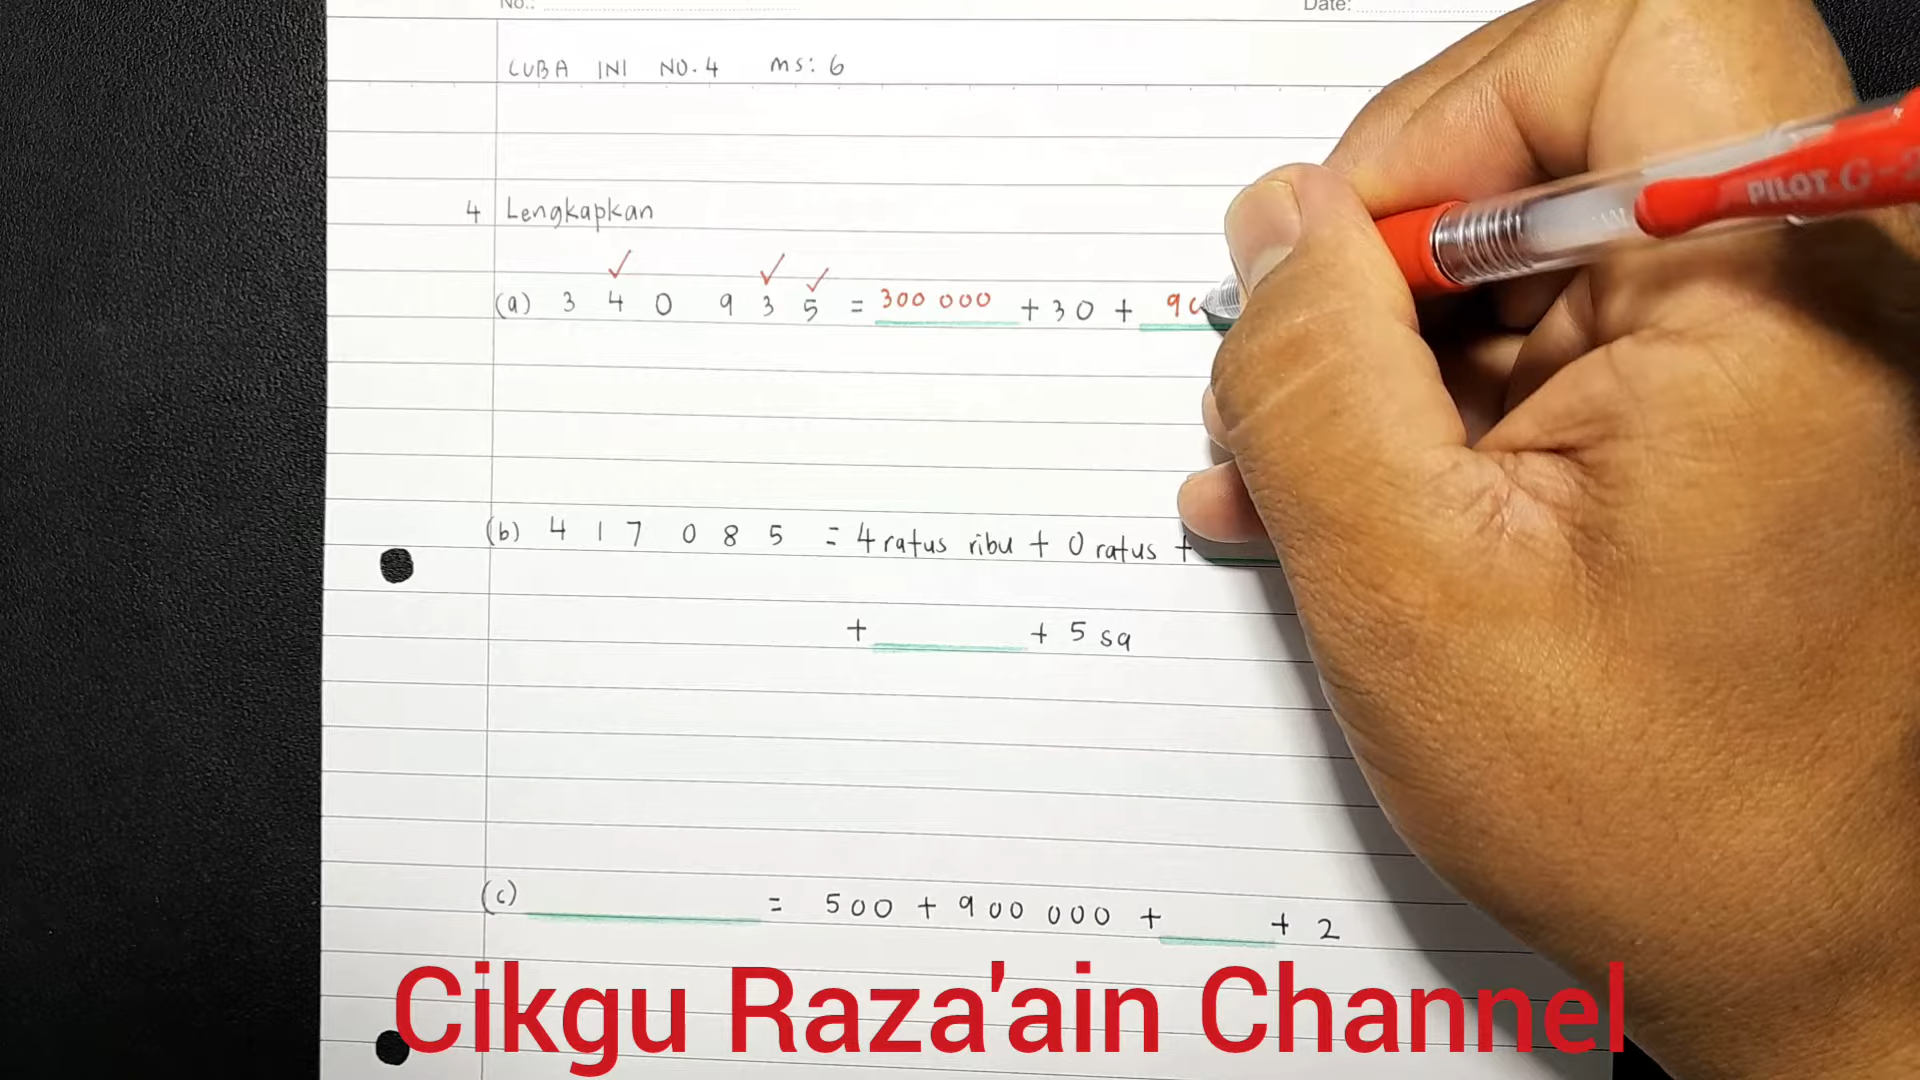 No.: Date:
CUBA INI NO.4 ms: 6
4 Lengkapkan
(a) 3 4 0 9 3 5 = 300 000 + 30 + 90
(b) 4 1 7 0 8 5 = 4 ratus ribu + 0 ratus +
+ + 5 sa
(c) = 500 + 900 000 + + 2
PILOT G-2
Cikgu Raza'ain Channel